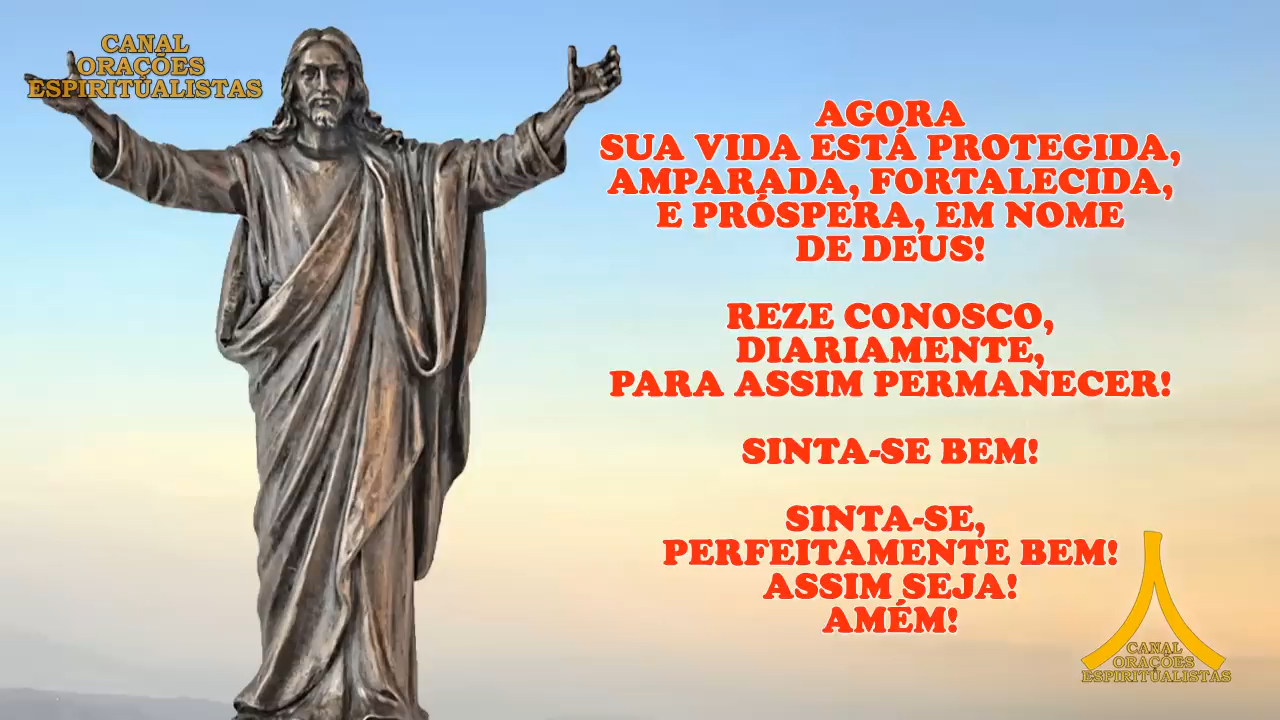 CANAL
ORAÇÕES
ESPIRITUALISTAS
AGORA
SUA VIDA ESTÁ PROTEGIDA,
AMPARADA, FORTALECIDA,
E PRÓSPERA, EM NOME
DE DEUS!
REZE CONOSCO,
DIARIAMENTE,
PARA ASSIM PERMANECER!
SINTA-SE BEM!
SINTA-SE,
PERFEITAMENTE BEM!
ASSIM SEJA!
AMÉM!
CANAL
ORAÇÕES
ESPIRITUALISTAS